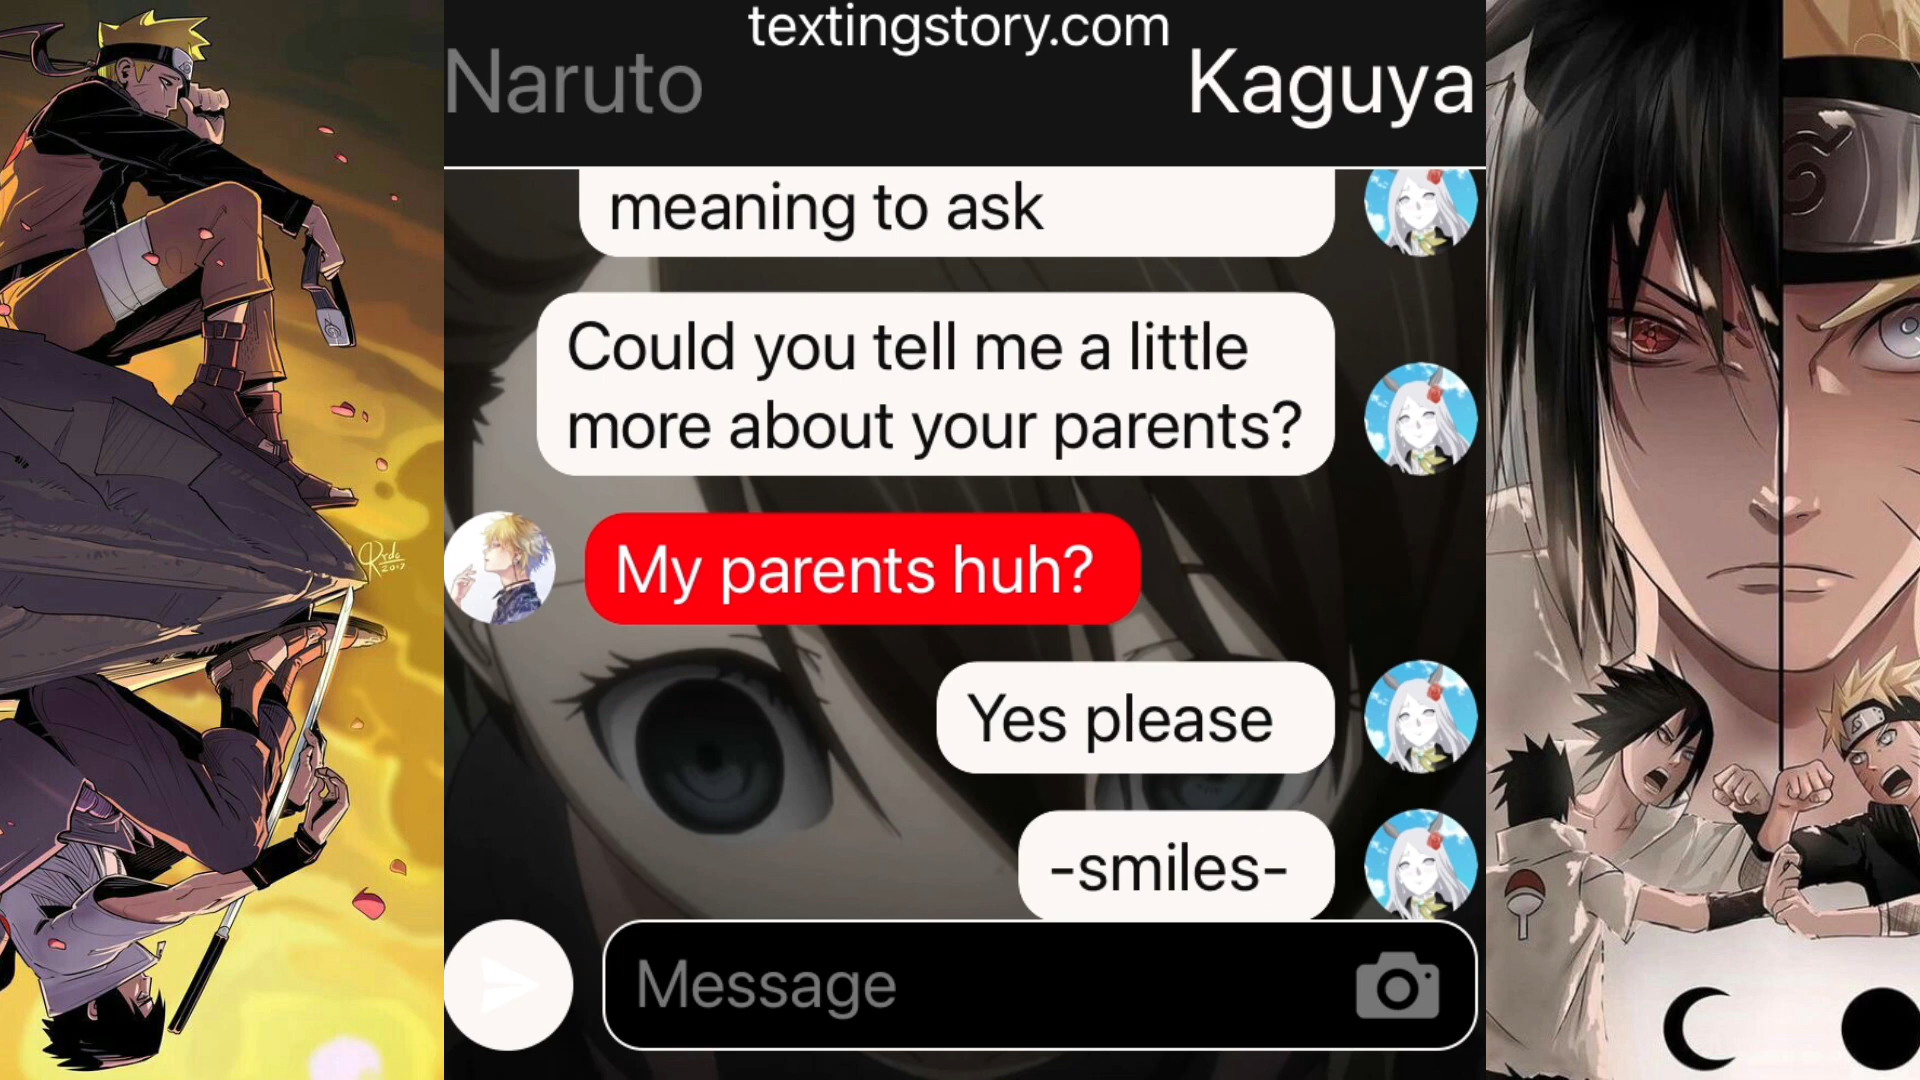 textingstory.com
Naruto
Kaguya
meaning to ask
Could you tell me a little
more about your parents?
My parents huh?
Yes please
-smiles-
Message
2017